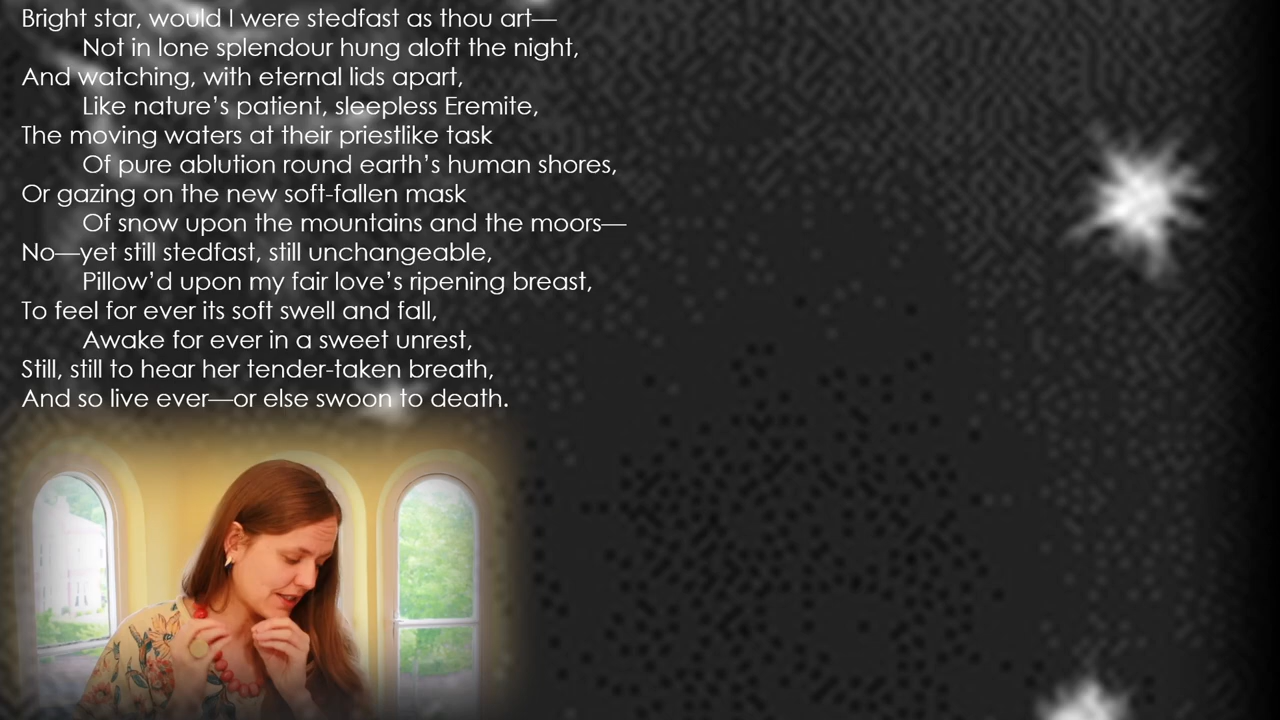 Bright star, would I were stedfast as thou art—
Not in lone splendour hung aloft the night,
And watching, with eternal lids apart,
Like nature’s patient, sleepless Eremite,
The moving waters at their priestlike task
Of pure ablution round earth’s human shores,
Or gazing on the new soft-fallen mask
Of snow upon the mountains and the moors—
No—yet still stedfast, still unchangeable,
Pillow’d upon my fair love’s ripening breast,
To feel for ever its soft swell and fall,
Awake for ever in a sweet unrest,
Still, still to hear her tender-taken breath,
And so live ever—or else swoon to death.